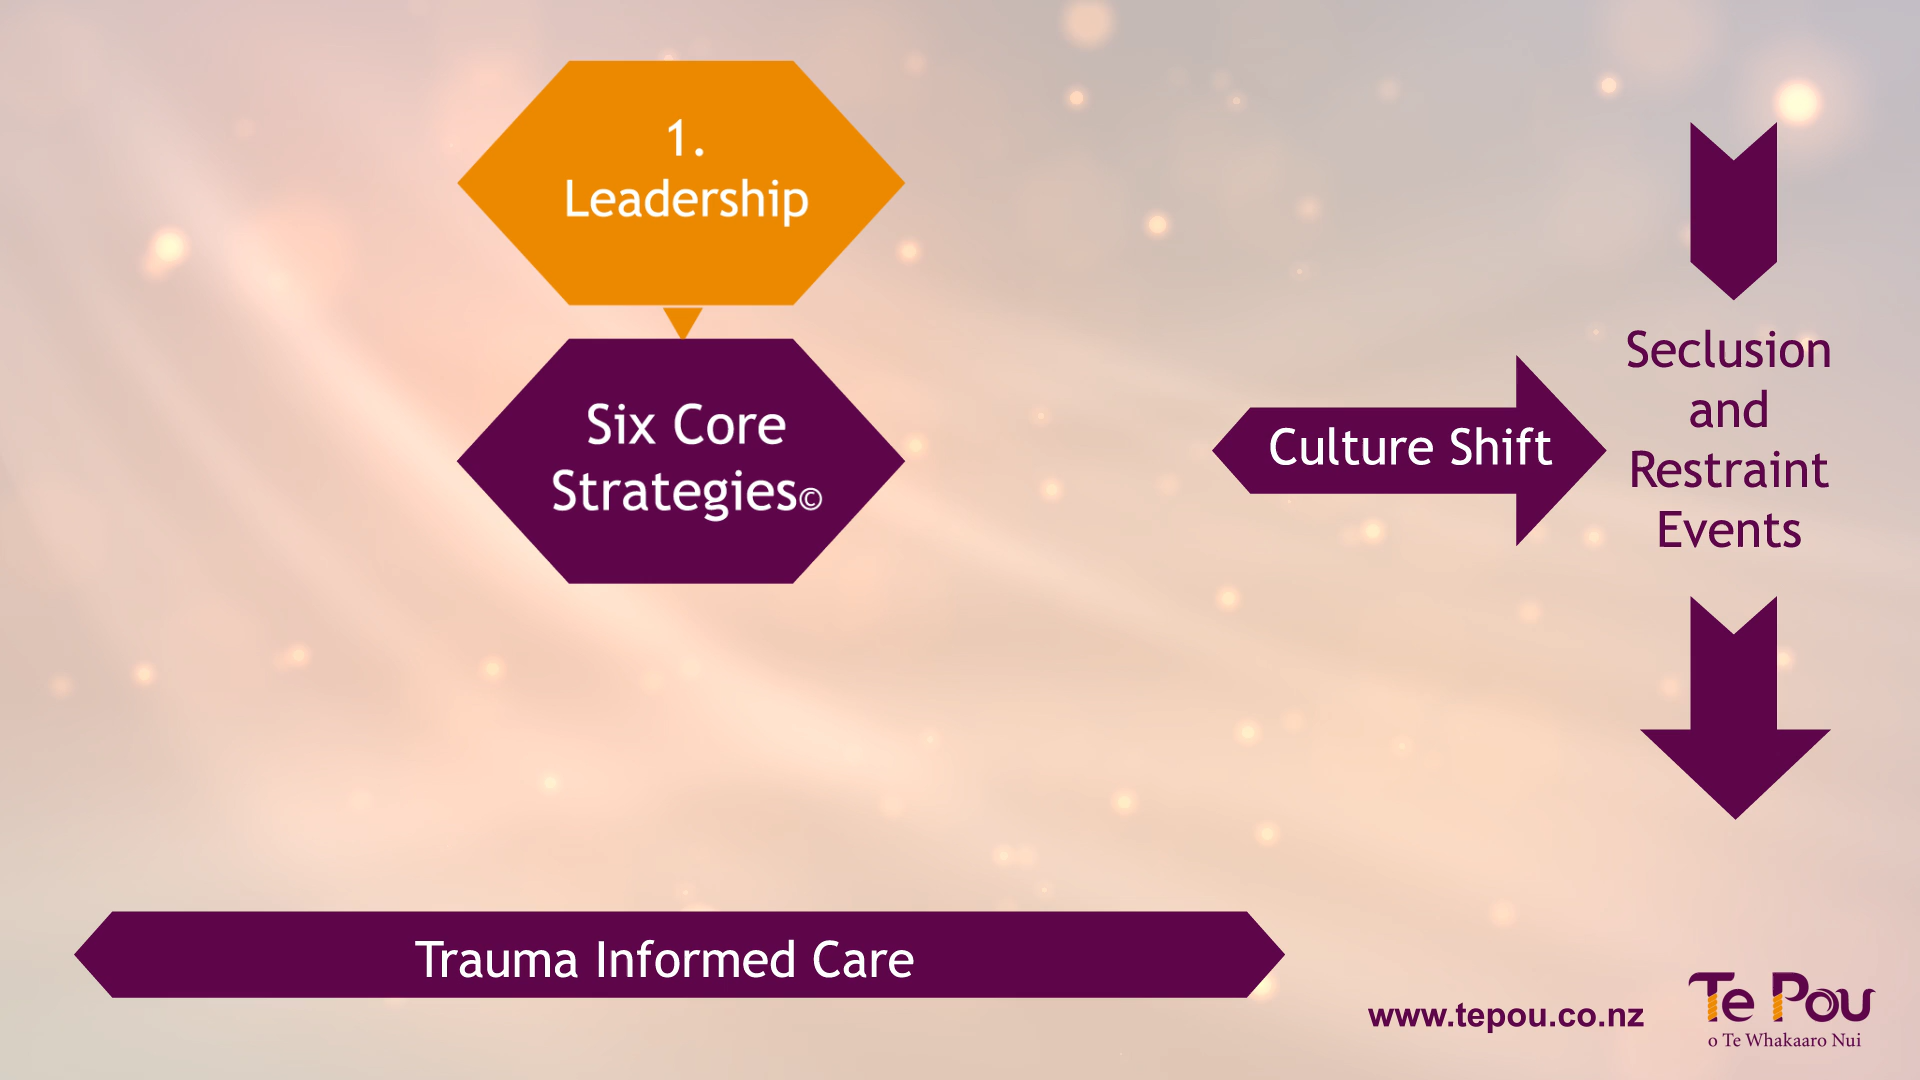 1.
Leadership
Six Core
Strategies©
Culture Shift
Seclusion
and
Restraint
Events
Trauma Informed Care
www.tepou.co.nz
Te Pou
o Te Whakaaro Nui